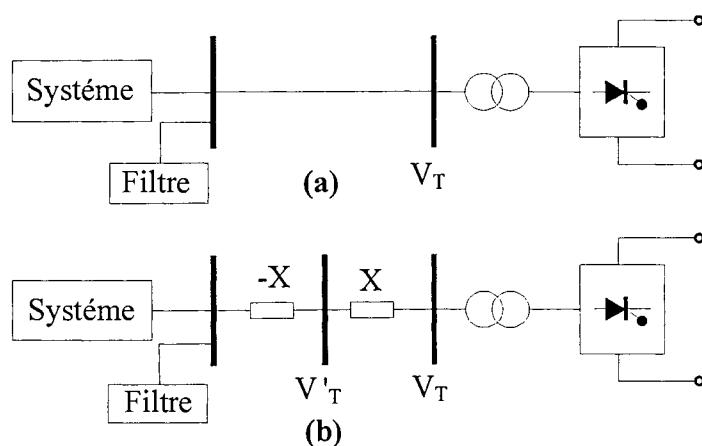 Systéme
Filtre
(a)
V_T
Systéme
-X
X
Filtre
V'_T
V_T
(b)